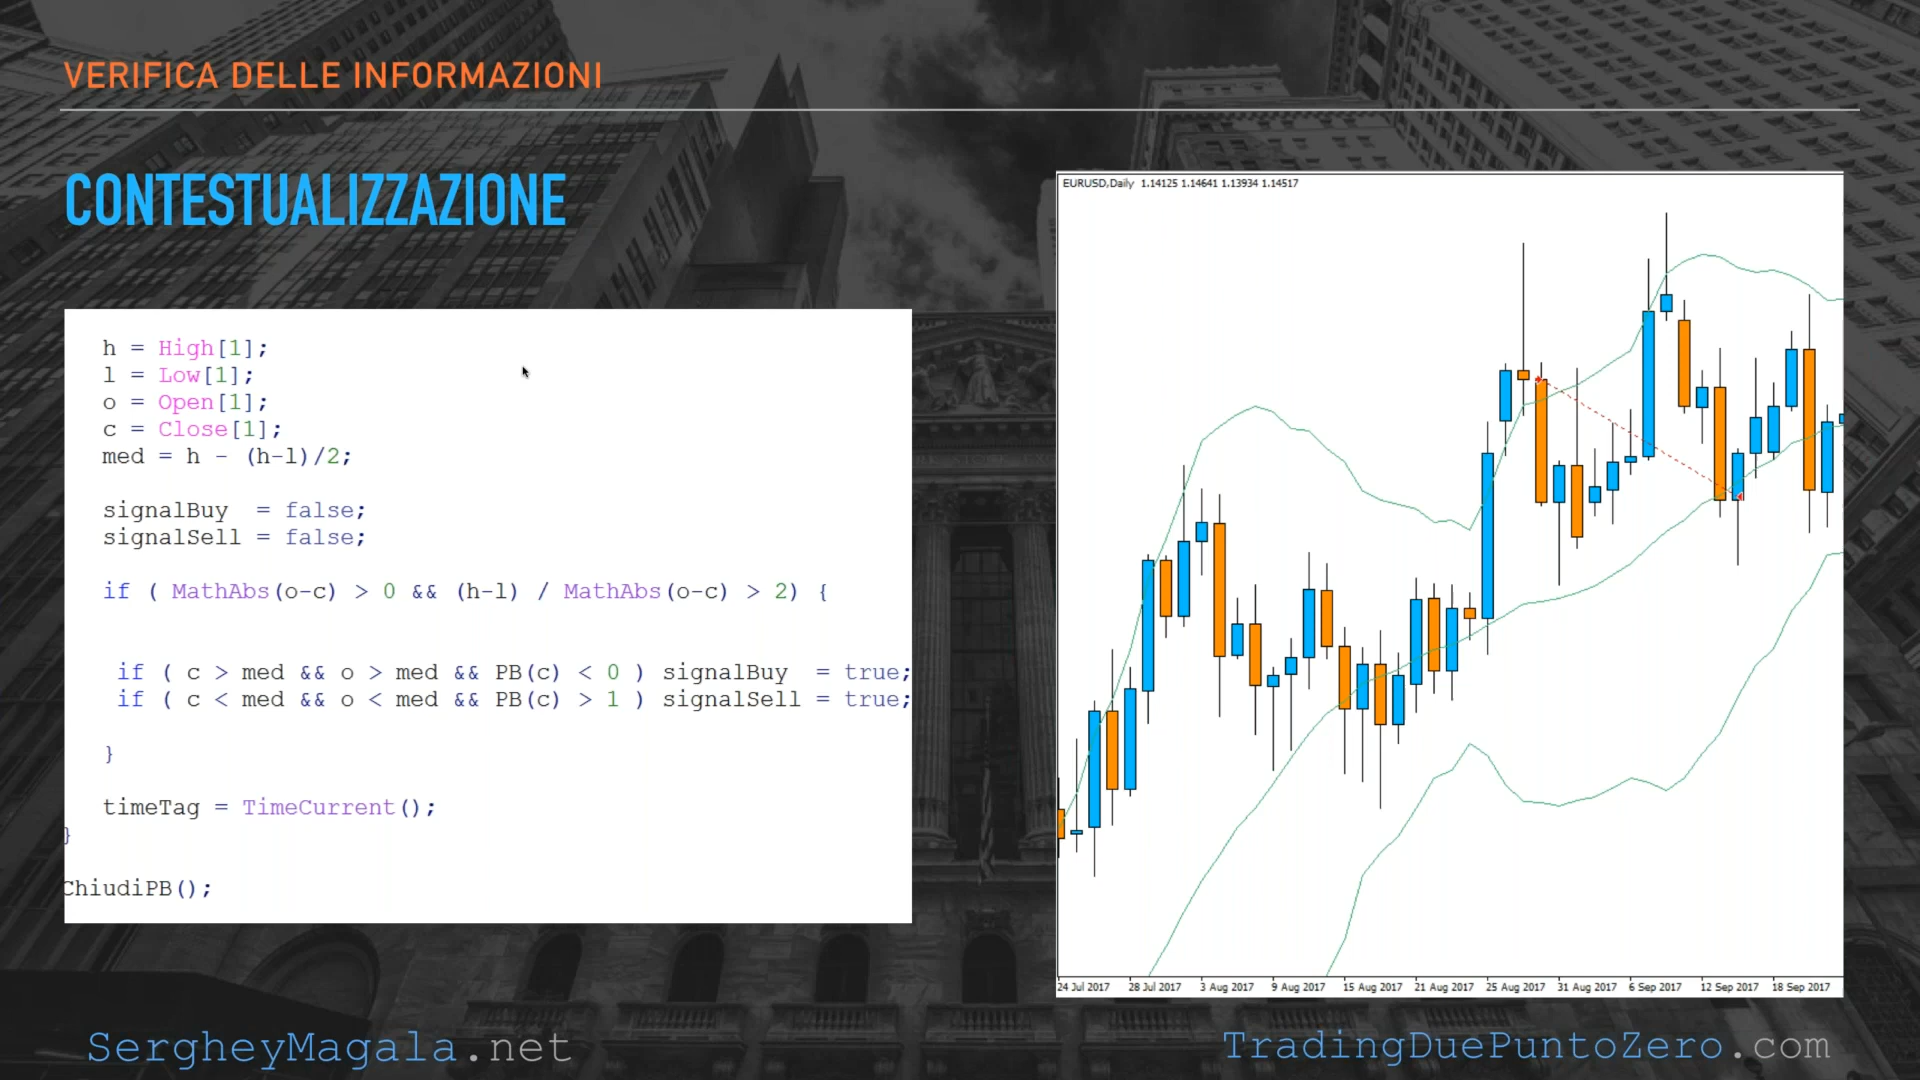 VERIFICA DELLE INFORMAZIONI
CONTESTUALIZZAZIONE
h = High[1];
l = Low[1];
o = Open[1];
c = Close[1];
med = h - (h-l)/2;
signalBuy = false;
signalSell = false;
if ( MathAbs(o-c) > 0 && (h-l) / MathAbs(o-c) > 2) {
if ( c > med && o > med && PB(c) < 0 ) signalBuy = true;
if ( c < med && o < med && PB(c) > 1 ) signalSell = true;
}
timeTag = TimeCurrent();
}
ChiudiPB();
EURUSD,Daily 1.14125 1.14641 1.13934 1.14517
24 Jul 2017 28 Jul 2017 3 Aug 2017 9 Aug 2017 15 Aug 2017 21 Aug 2017 25 Aug 2017 31 Aug 2017 6 Sep 2017 12 Sep 2017 18 Sep 2017
SergheyMagala.net
TradingDuePuntoZero.com